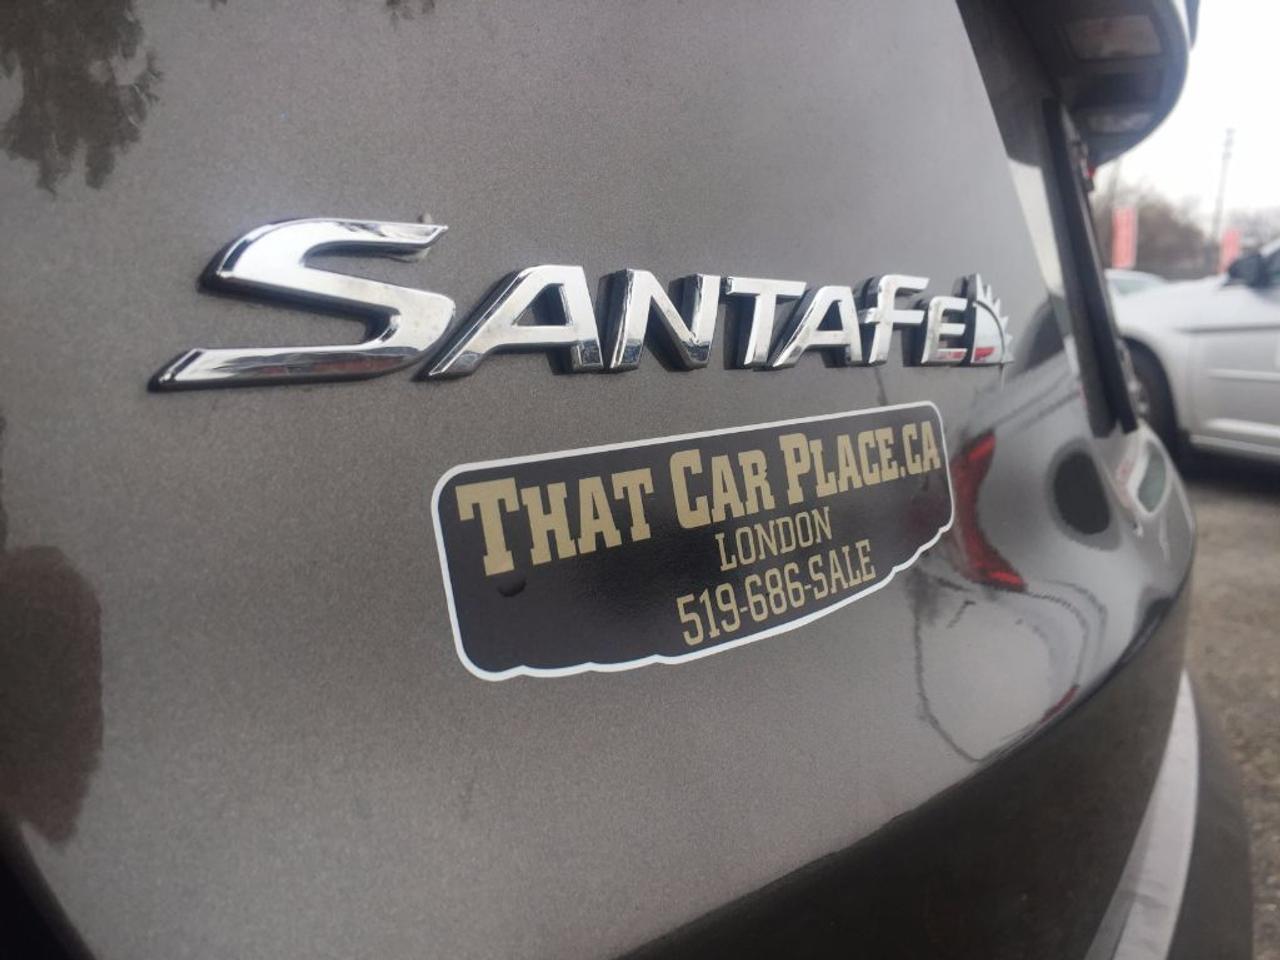 SANTAFE
THAT CAR PLACE.CA
LONDON
519-686-SALE